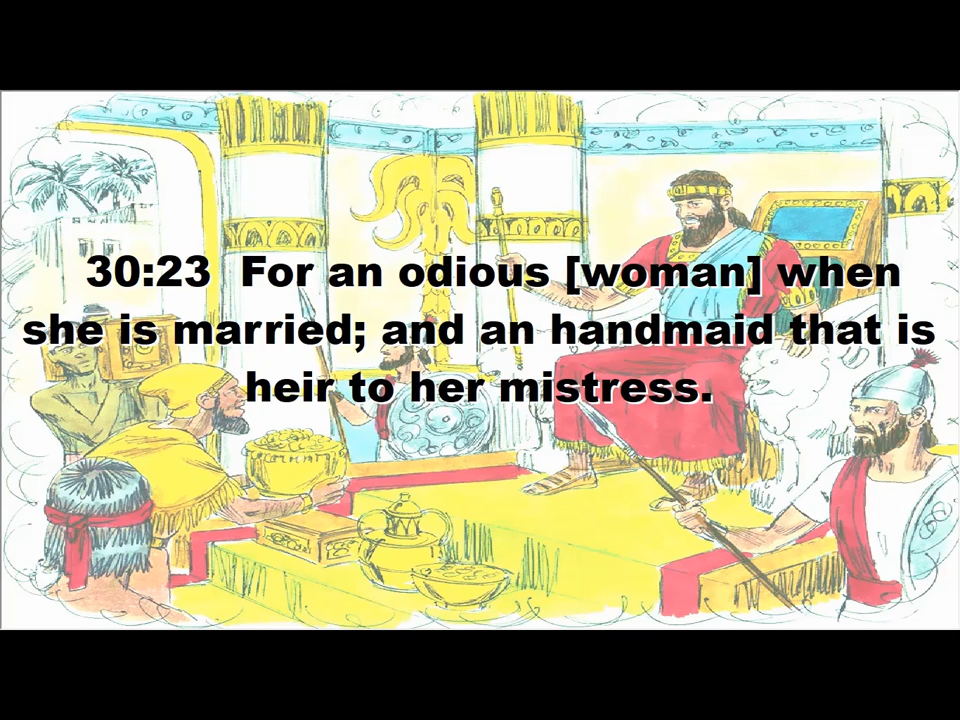 30:23 For an odious [woman] when
she is married; and an handmaid that is
heir to her mistress.